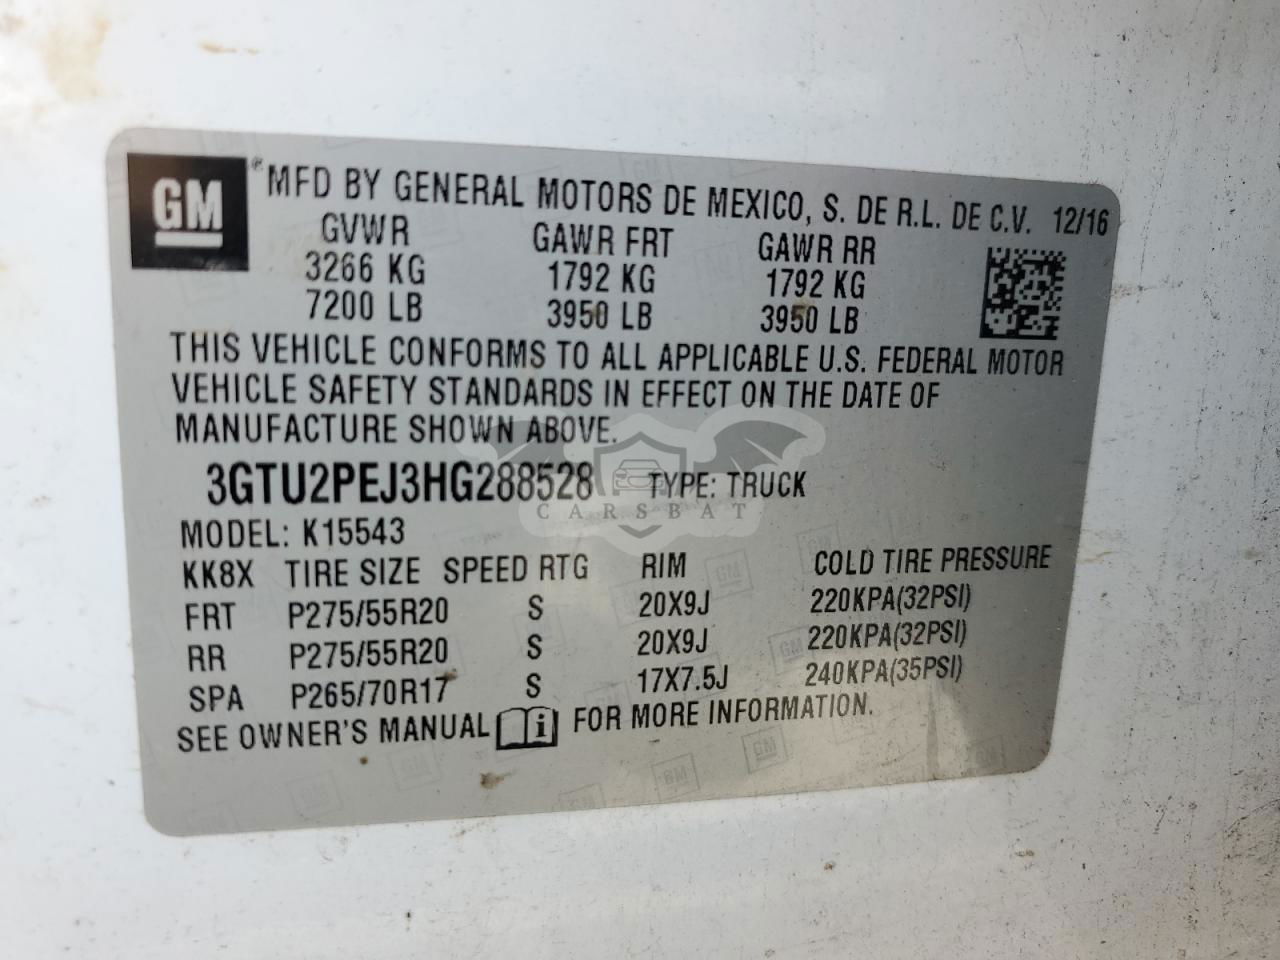 GM ® MFD BY GENERAL MOTORS DE MEXICO, S. DE R.L. DE C.V. 12/16
GVWR GAWR FRT GAWR RR
3266 KG 1792 KG 1792 KG
7200 LB 3950 LB 3950 LB
THIS VEHICLE CONFORMS TO ALL APPLICABLE U.S. FEDERAL MOTOR
VEHICLE SAFETY STANDARDS IN EFFECT ON THE DATE OF
MANUFACTURE SHOWN ABOVE.
3GTU2PEJ3HG288528 TYPE: TRUCK
CARSBAT
MODEL: K15543
KK8X TIRE SIZE SPEED RTG RIM COLD TIRE PRESSURE
FRT P275/55R20 S 20X9J 220KPA(32PSI)
RR P275/55R20 S 20X9J 220KPA(32PSI)
SPA P265/70R17 S 17X7.5J 240KPA(35PSI)
SEE OWNER'S MANUAL i FOR MORE INFORMATION.